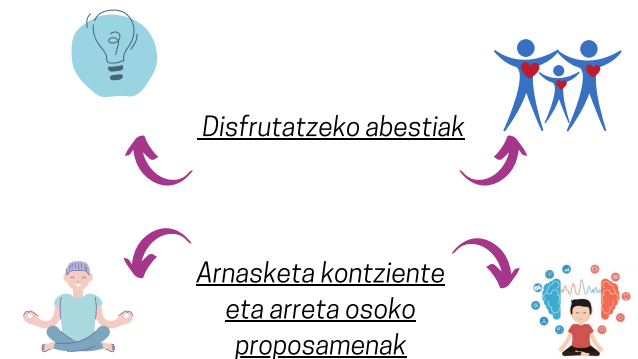 Disfrutatzeko abestiak
Arnasketa kontziente
eta arreta osoko
proposamenak